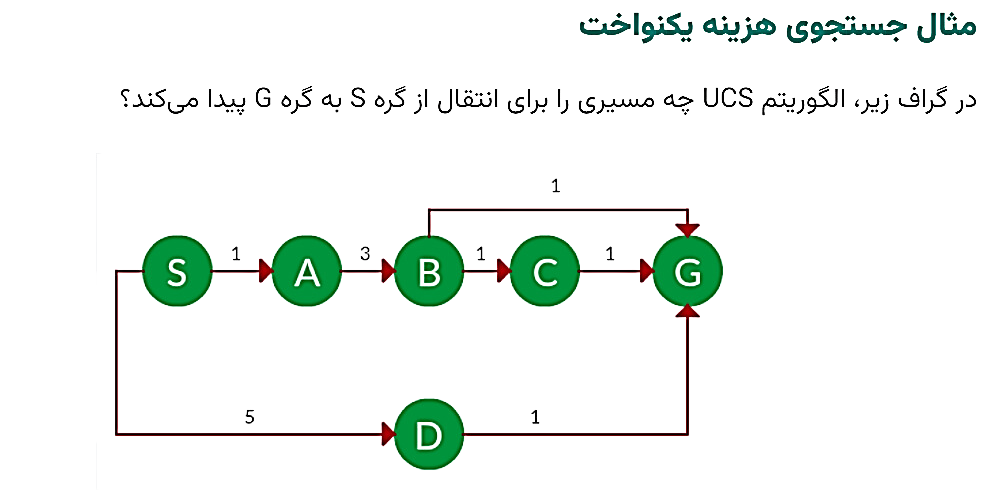 مثال جستجوی هزینه یکنواخت
در گراف زیر، الگوریتم UCS چه مسیری را برای انتقال از گره S به گره G پیدا می‌کند؟
1
S 1 A 3 B 1 C 1 G
5 D 1